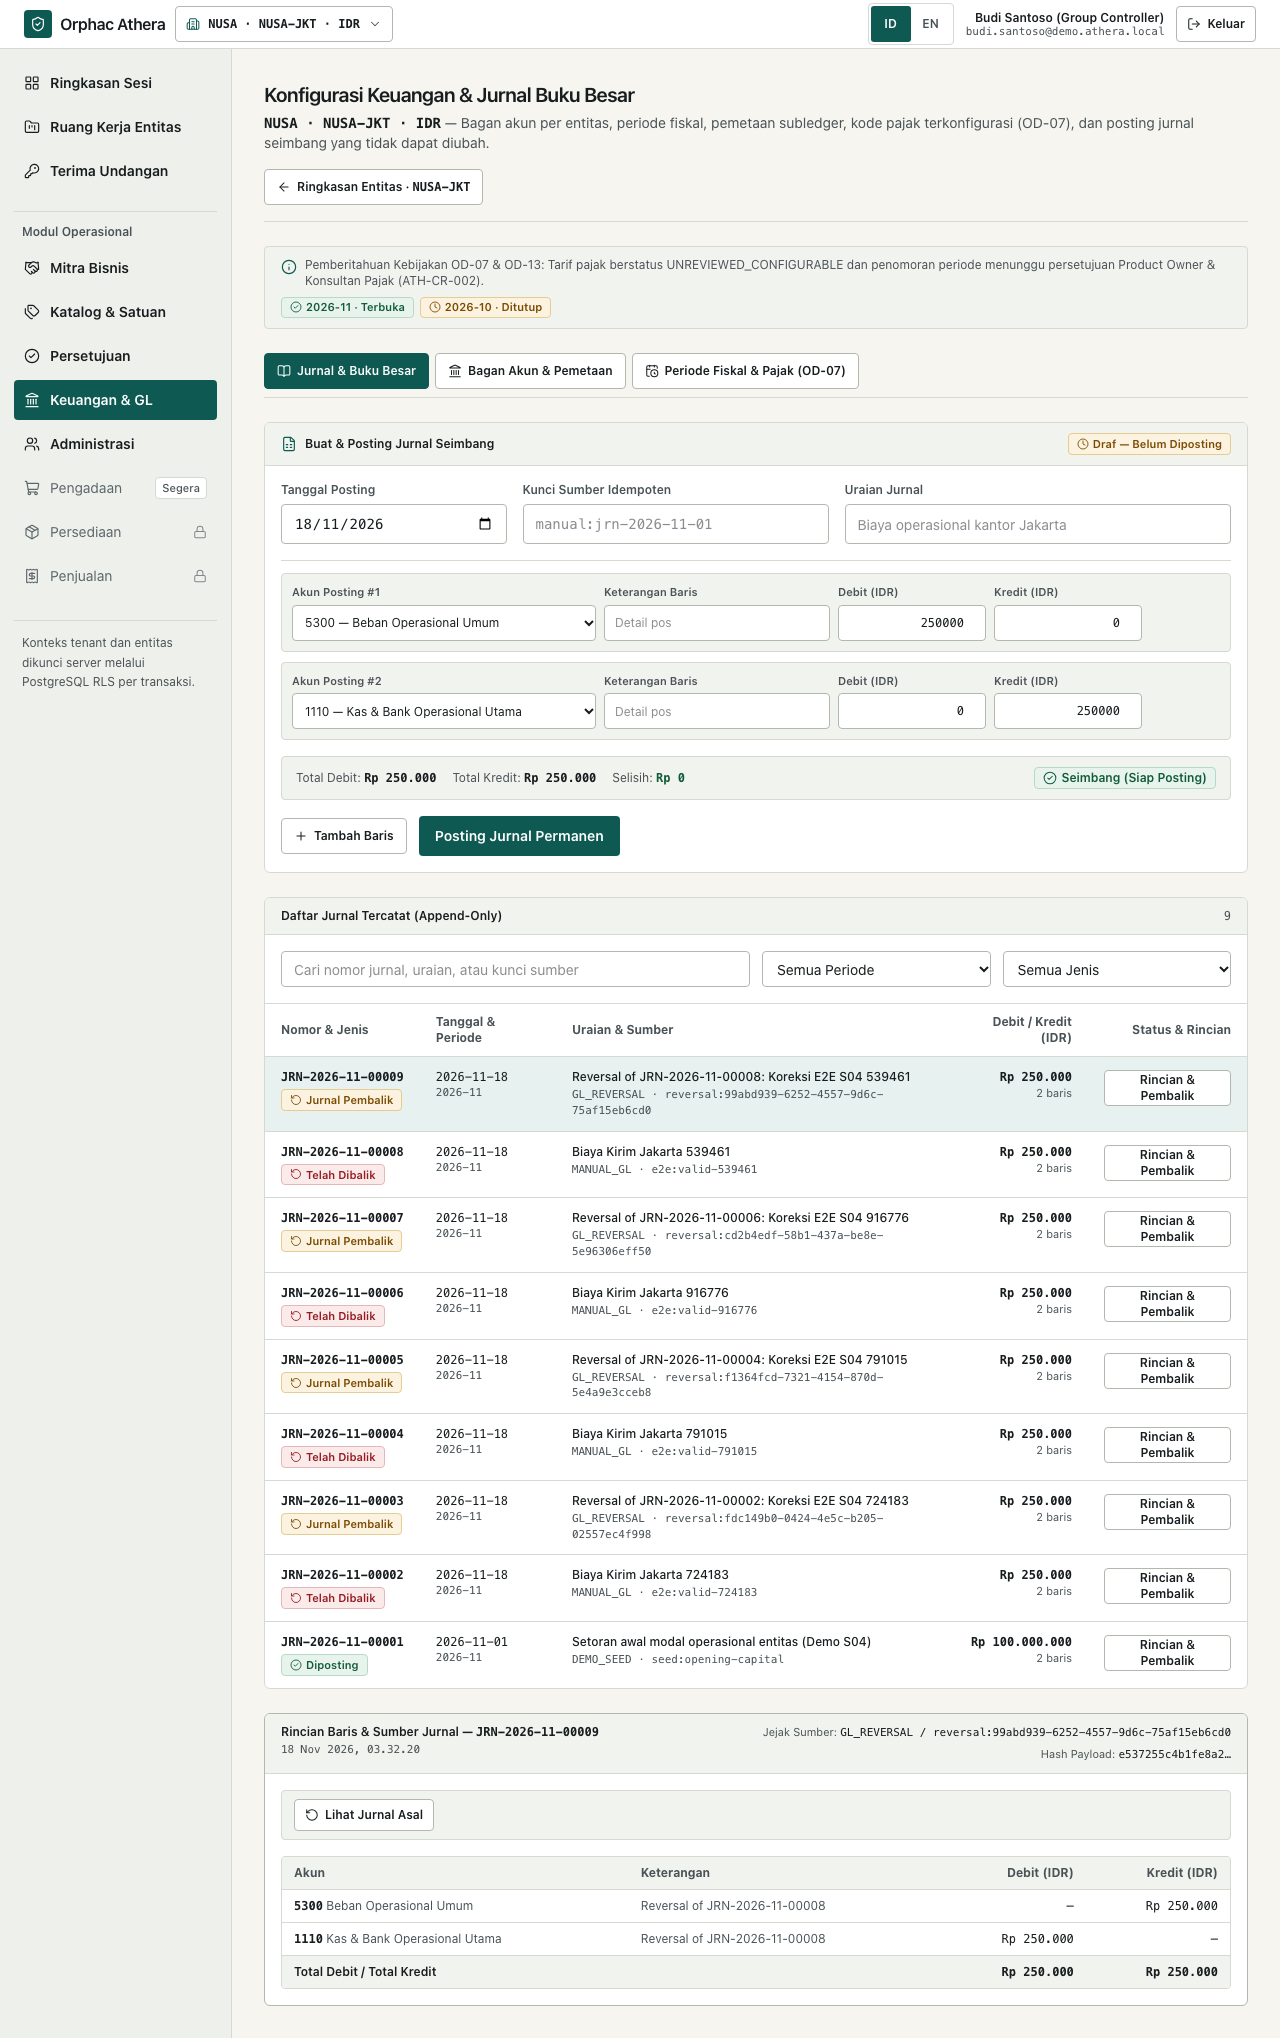 Orphac Athera
NUSA · NUSA-JKT · IDR
ID EN
Budi Santoso (Group Controller)
budi.santoso@demo.athera.local
Keluar
Ringkasan Sesi
Ruang Kerja Entitas
Terima Undangan
Modul Operasional
Mitra Bisnis
Katalog & Satuan
Persetujuan
Keuangan & GL
Administrasi
Pengadaan Segera
Persediaan
Penjualan
Konteks tenant dan entitas
dikunci server melalui
PostgreSQL RLS per transaksi.
Konfigurasi Keuangan & Jurnal Buku Besar
NUSA · NUSA-JKT · IDR — Bagan akun per entitas, periode fiskal, pemetaan subledger, kode pajak terkonfigurasi (OD-07), dan posting jurnal
seimbang yang tidak dapat diubah.
Ringkasan Entitas · NUSA-JKT
Pemberitahuan Kebijakan OD-07 & OD-13: Tarif pajak berstatus UNREVIEWED_CONFIGURABLE dan penomoran periode menunggu persetujuan Product Owner &
Konsultan Pajak (ATH-CR-002).
2026-11 · Terbuka 2026-10 · Ditutup
Jurnal & Buku Besar Bagan Akun & Pemetaan Periode Fiskal & Pajak (OD-07)
Buat & Posting Jurnal Seimbang Draf — Belum Diposting
Tanggal Posting Kunci Sumber Idempoten Uraian Jurnal
18/11/2026 manual:jrn-2026-11-01 Biaya operasional kantor Jakarta
Akun Posting #1 Keterangan Baris Debit (IDR) Kredit (IDR)
5300 — Beban Operasional Umum Detail pos 250000 0
Akun Posting #2 Keterangan Baris Debit (IDR) Kredit (IDR)
1110 — Kas & Bank Operasional Utama Detail pos 0 250000
Total Debit: Rp 250.000 Total Kredit: Rp 250.000 Selisih: Rp 0 Seimbang (Siap Posting)
Tambah Baris Posting Jurnal Permanen
Daftar Jurnal Tercatat (Append-Only) 9
Cari nomor jurnal, uraian, atau kunci sumber Semua Periode Semua Jenis
Nomor & Jenis Tanggal & Periode Uraian & Sumber Debit / Kredit (IDR) Status & Rincian
JRN-2026-11-00009 2026-11-18 Reversal of JRN-2026-11-00008: Koreksi E2E S04 539461 Rp 250.000 Rincian & Pembalik
Jurnal Pembalik 2026-11 GL_REVERSAL · reversal:99abd939-6252-4557-9d6c- 2 baris
75af15eb6cd0
JRN-2026-11-00008 2026-11-18 Biaya Kirim Jakarta 539461 Rp 250.000 Rincian & Pembalik
Telah Dibalik 2026-11 MANUAL_GL · e2e:valid-539461 2 baris
JRN-2026-11-00007 2026-11-18 Reversal of JRN-2026-11-00006: Koreksi E2E S04 916776 Rp 250.000 Rincian & Pembalik
Jurnal Pembalik 2026-11 GL_REVERSAL · reversal:cd2b4edf-58b1-437a-be8e- 2 baris
5e96306eff50
JRN-2026-11-00006 2026-11-18 Biaya Kirim Jakarta 916776 Rp 250.000 Rincian & Pembalik
Telah Dibalik 2026-11 MANUAL_GL · e2e:valid-916776 2 baris
JRN-2026-11-00005 2026-11-18 Reversal of JRN-2026-11-00004: Koreksi E2E S04 791015 Rp 250.000 Rincian & Pembalik
Jurnal Pembalik 2026-11 GL_REVERSAL · reversal:f1364fcd-7321-4154-870d- 2 baris
5e4a9e3cceb8
JRN-2026-11-00004 2026-11-18 Biaya Kirim Jakarta 791015 Rp 250.000 Rincian & Pembalik
Telah Dibalik 2026-11 MANUAL_GL · e2e:valid-791015 2 baris
JRN-2026-11-00003 2026-11-18 Reversal of JRN-2026-11-00002: Koreksi E2E S04 724183 Rp 250.000 Rincian & Pembalik
Jurnal Pembalik 2026-11 GL_REVERSAL · reversal:fdc149b0-0424-4e5c-b205- 2 baris
02557ec4f998
JRN-2026-11-00002 2026-11-18 Biaya Kirim Jakarta 724183 Rp 250.000 Rincian & Pembalik
Telah Dibalik 2026-11 MANUAL_GL · e2e:valid-724183 2 baris
JRN-2026-11-00001 2026-11-01 Setoran awal modal operasional entitas (Demo S04) Rp 100.000.000 Rincian & Pembalik
Diposting 2026-11 DEMO_SEED · seed:opening-capital 2 baris
Rincian Baris & Sumber Jurnal — JRN-2026-11-00009 Jejak Sumber: GL_REVERSAL / reversal:99abd939-6252-4557-9d6c-75af15eb6cd0
18 Nov 2026, 03.32.20 Hash Payload: e537255c4b1fe8a2…
Lihat Jurnal Asal
Akun Keterangan Debit (IDR) Kredit (IDR)
5300 Beban Operasional Umum Reversal of JRN-2026-11-00008 — Rp 250.000
1110 Kas & Bank Operasional Utama Reversal of JRN-2026-11-00008 Rp 250.000 —
Total Debit / Total Kredit Rp 250.000 Rp 250.000